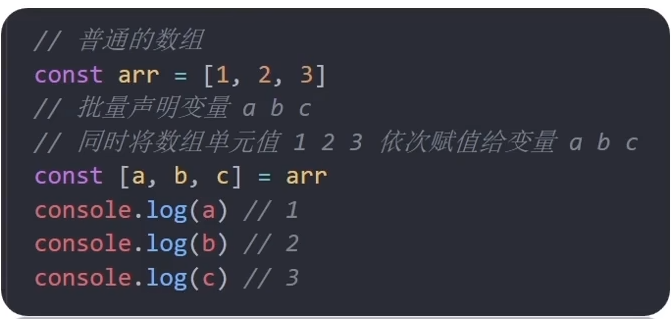 // 普通的数组
const arr = [1, 2, 3]
// 批量声明变量 a b c
// 同时将数组单元值 1 2 3 依次赋值给变量 a b c
const [a, b, c] = arr
console.log(a) // 1
console.log(b) // 2
console.log(c) // 3